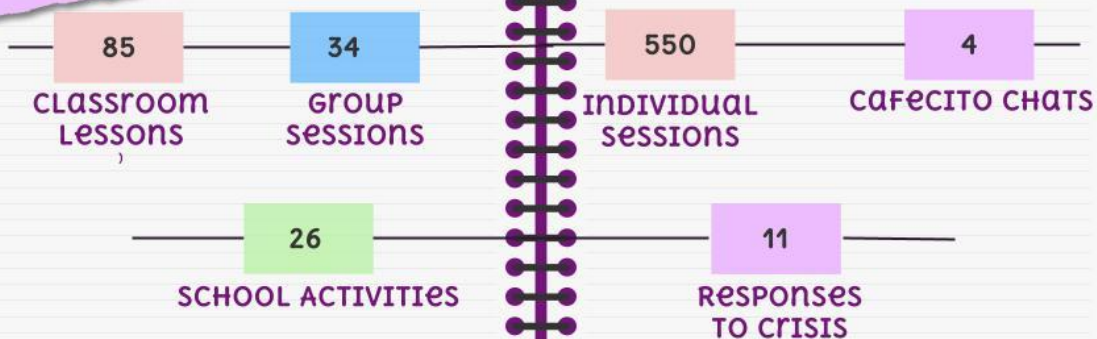 85
CLASSROOM
LESSONS
)
34
GROUP
SESSIONS
550
INDIVIDUAL
SESSIONS
4
CAFECITO CHATS
26
SCHOOL ACTIVITIES
11
RESPONSES
TO CRISIS